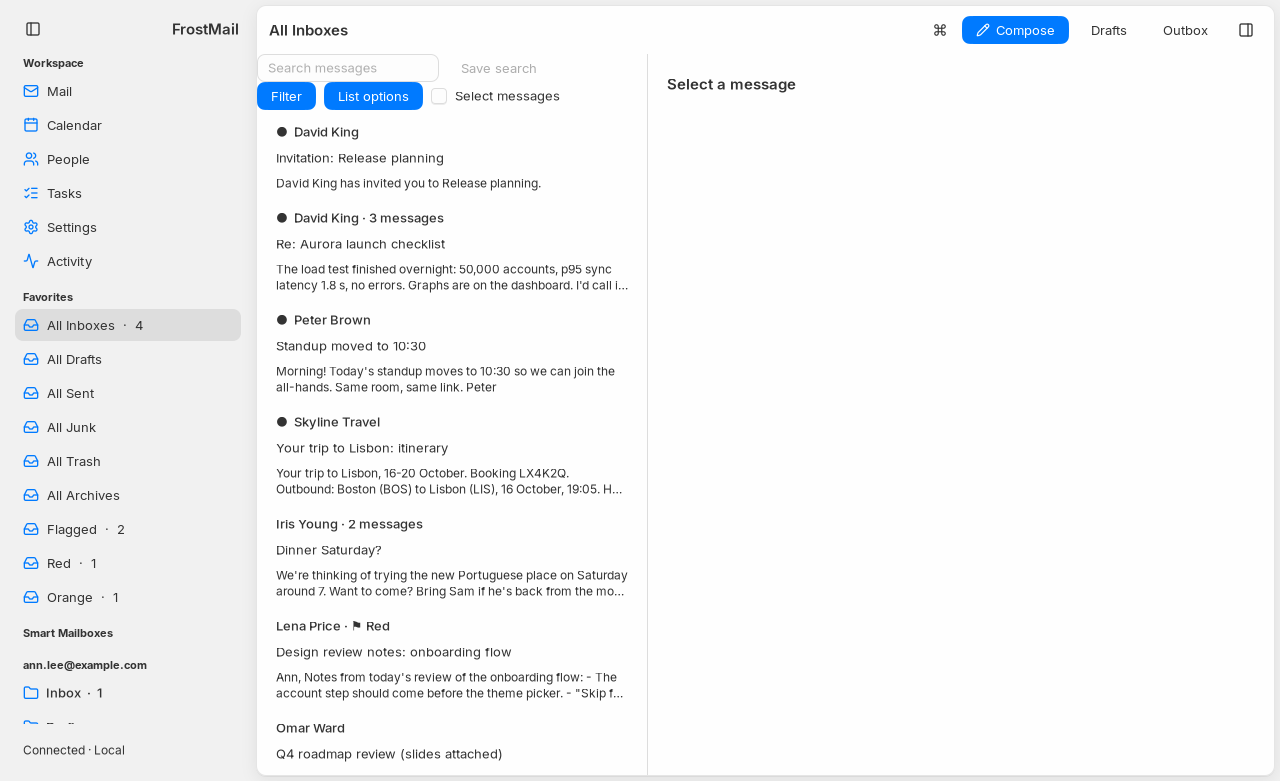 FrostMail
Workspace
Mail
Calendar
People
Tasks
Settings
Activity
Favorites
All Inboxes · 4
All Drafts
All Sent
All Junk
All Trash
All Archives
Flagged · 2
Red · 1
Orange · 1
Smart Mailboxes
ann.lee@example.com
Inbox · 1
Connected · Local
All Inboxes
⌘ Compose Drafts Outbox
Search messages Save search
Filter List options Select messages
David King
Invitation: Release planning
David King has invited you to Release planning.
David King · 3 messages
Re: Aurora launch checklist
The load test finished overnight: 50,000 accounts, p95 sync
latency 1.8 s, no errors. Graphs are on the dashboard. I'd call i...
Peter Brown
Standup moved to 10:30
Morning! Today's standup moves to 10:30 so we can join the
all-hands. Same room, same link. Peter
Skyline Travel
Your trip to Lisbon: itinerary
Your trip to Lisbon, 16-20 October. Booking LX4K2Q.
Outbound: Boston (BOS) to Lisbon (LIS), 16 October, 19:05. H...
Iris Young · 2 messages
Dinner Saturday?
We're thinking of trying the new Portuguese place on Saturday
around 7. Want to come? Bring Sam if he's back from the mo...
Lena Price · ⚑ Red
Design review notes: onboarding flow
Ann, Notes from today's review of the onboarding flow: - The
account step should come before the theme picker. - "Skip f...
Omar Ward
Q4 roadmap review (slides attached)
Select a message